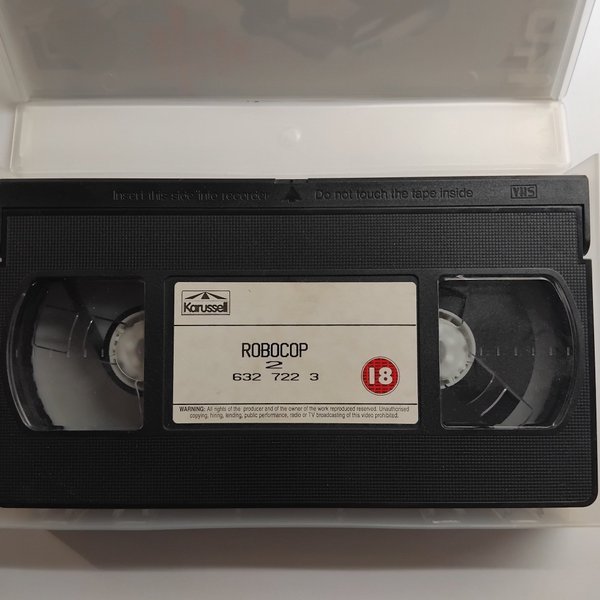 Insert this side into recorder
Do not touch the tape inside
VHS
Karussell
ROBOCOP
2
632 722 3
18
WARNING: All rights of the producer and of the owner of the work reproduced reserved. Unauthorised
copying, hiring, lending, public performance, radio or TV broadcasting of this video prohibited.